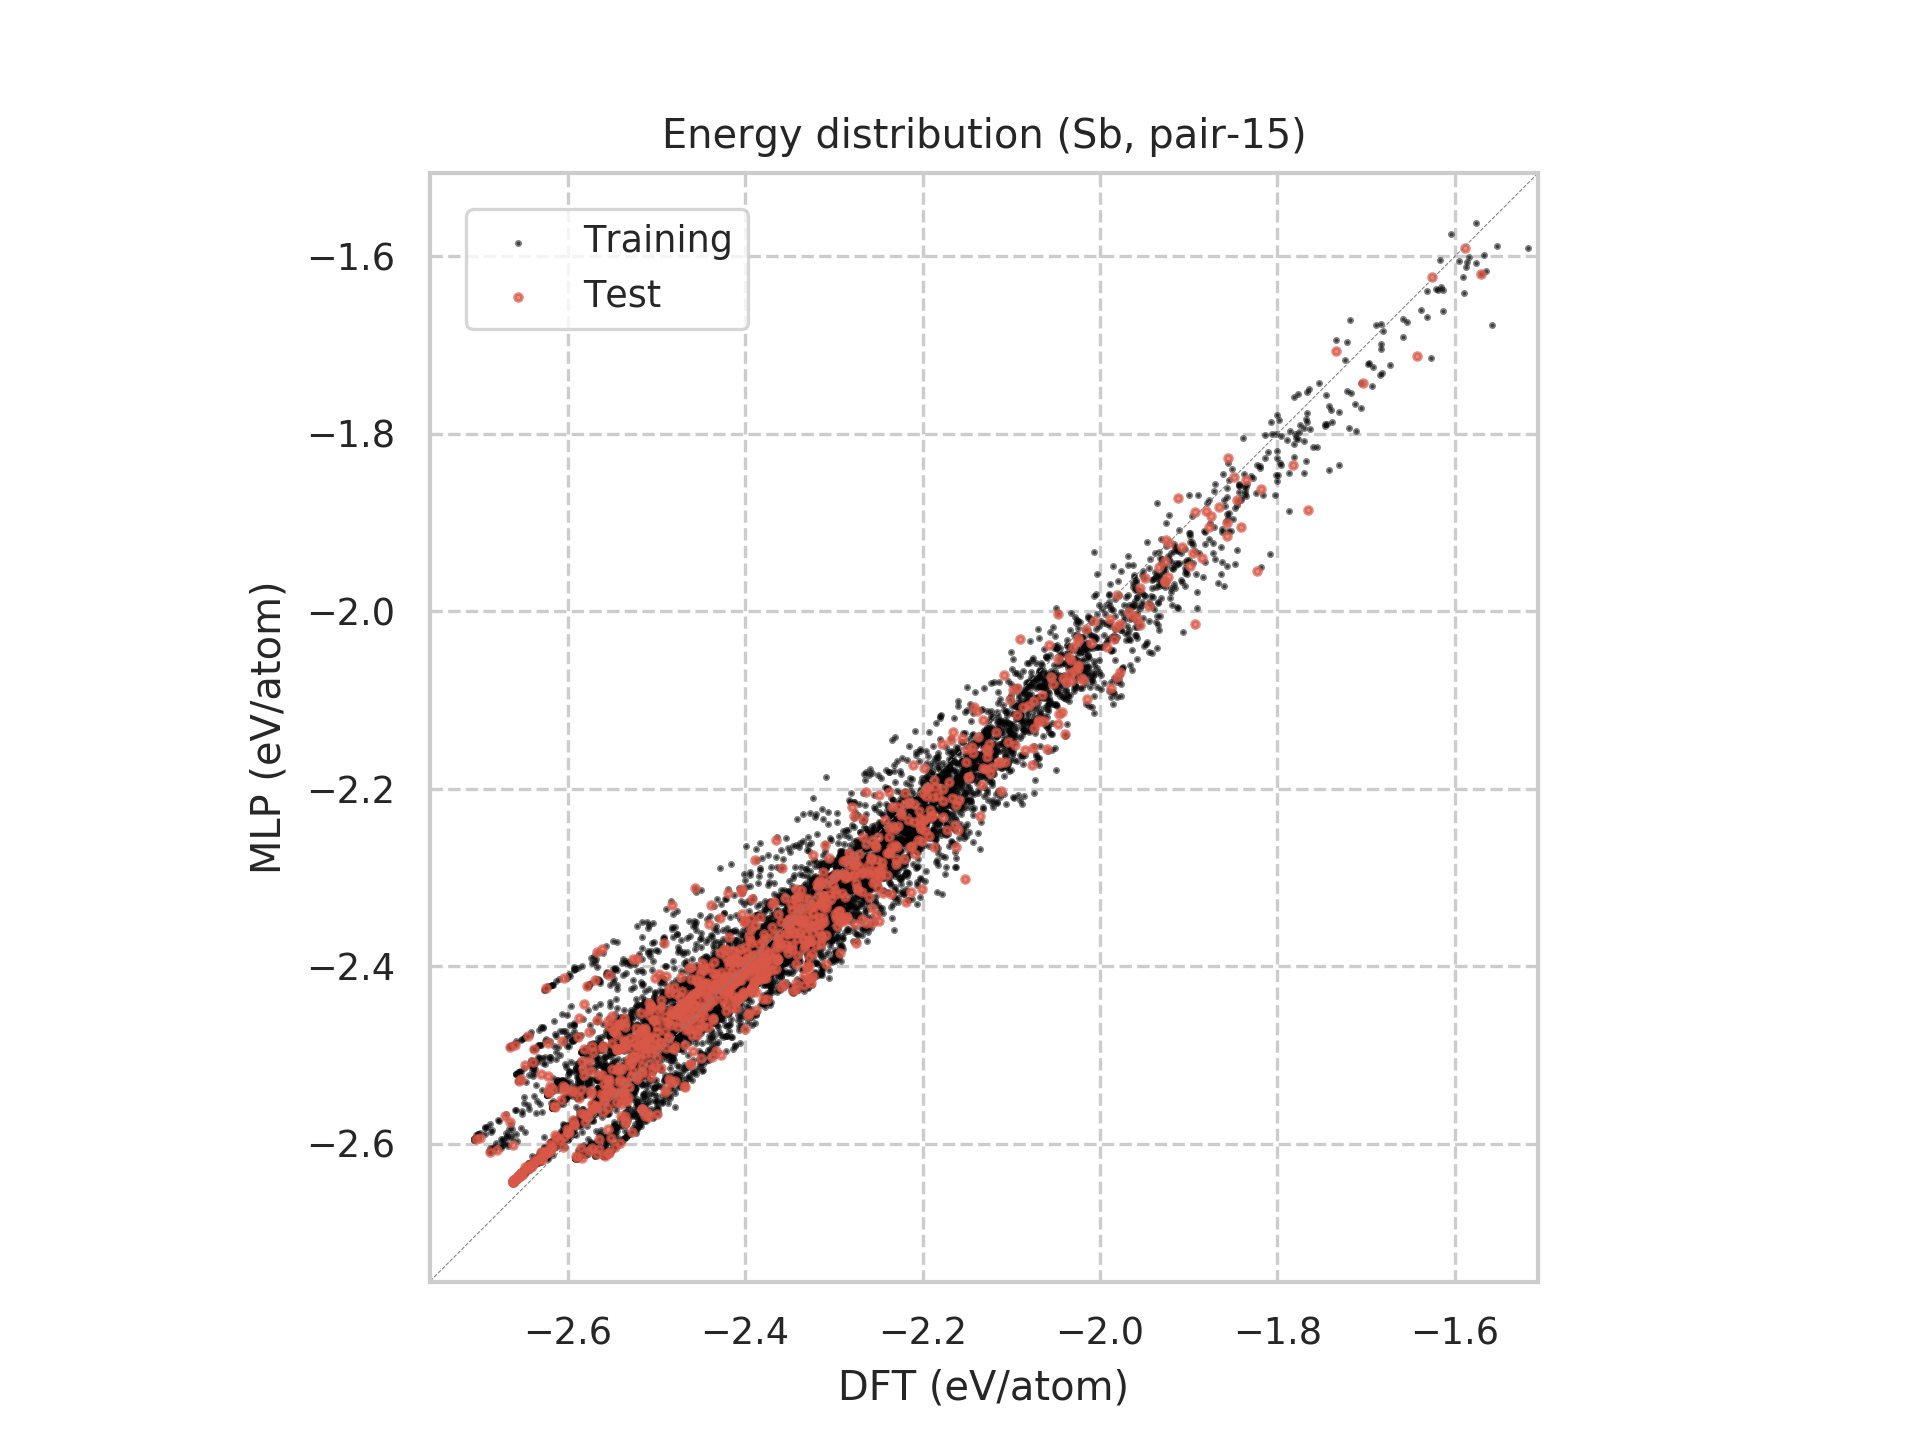 Energy distribution (Sb, pair-15)
Training
Test
−1.6
−1.8
−2.0
−2.2
−2.4
−2.6
MLP (eV/atom)
−2.6 −2.4 −2.2 −2.0 −1.8 −1.6
DFT (eV/atom)